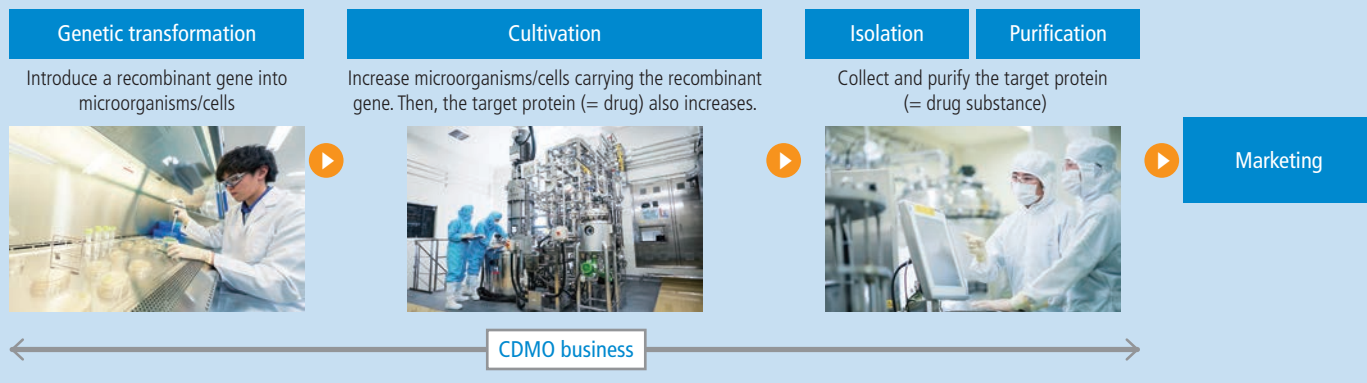 Genetic transformation
Introduce a recombinant gene into
microorganisms/cells
Cultivation
Increase microorganisms/cells carrying the recombinant
gene. Then, the target protein (= drug) also increases.
Isolation
Purification
Collect and purify the target protein
(= drug substance)
Marketing
CDMO business